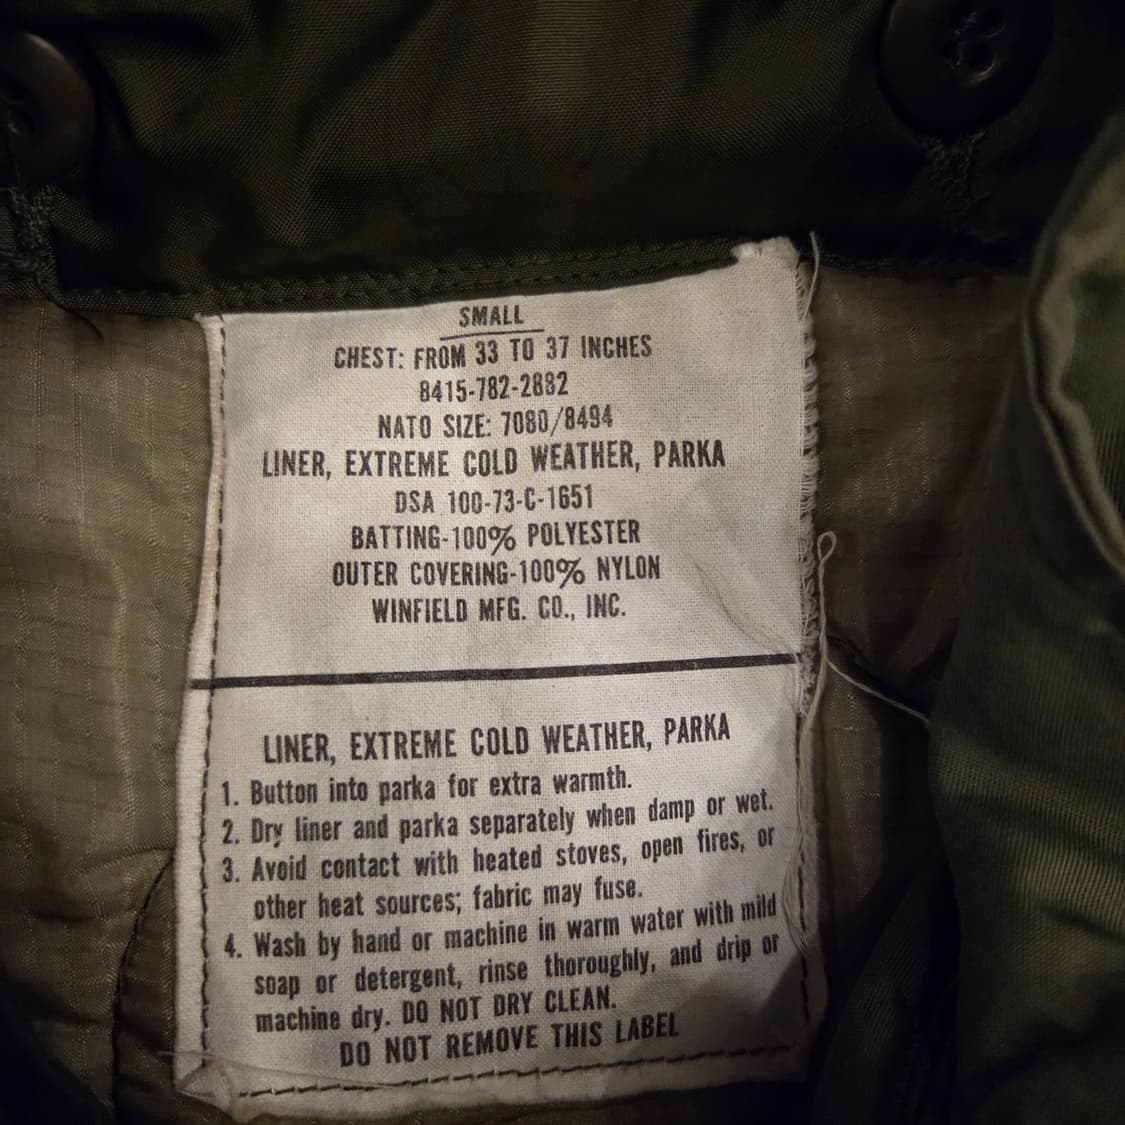 SMALL
CHEST: FROM 33 TO 37 INCHES
8415-782-2882
NATO SIZE: 7080/8494
LINER, EXTREME COLD WEATHER, PARKA
DSA 100-73-C-1651
BATTING-100% POLYESTER
OUTER COVERING-100% NYLON
WINFIELD MFG. CO., INC.
LINER, EXTREME COLD WEATHER, PARKA
1. Button into parka for extra warmth.
2. Dry liner and parka separately when damp or wet.
3. Avoid contact with heated stoves, open fires, or
other heat sources; fabric may fuse.
4. Wash by hand or machine in warm water with mild
soap or detergent, rinse thoroughly, and drip or
machine dry. DO NOT DRY CLEAN.
DO NOT REMOVE THIS LABEL